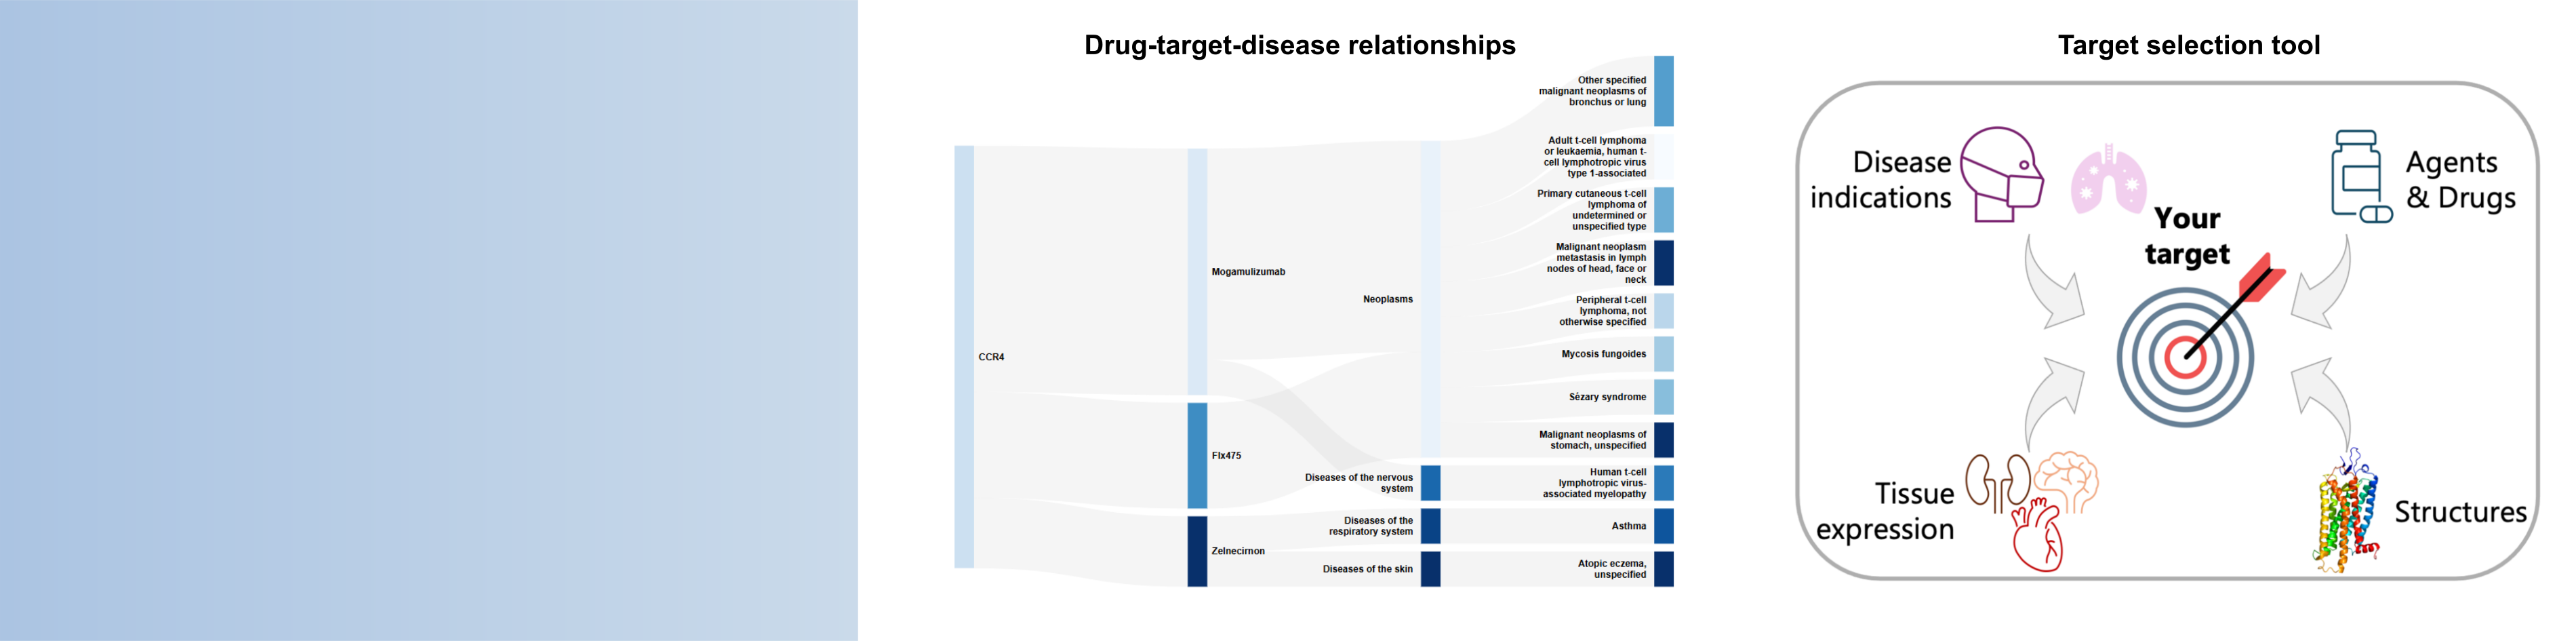 Drug-target-disease relationships
CCR4
Mogamulizumab
Flx475
Zelnecirnon
Neoplasms
Diseases of the nervous
system
Diseases of the
respiratory system
Diseases of the skin
Other specified
malignant neoplasms of
bronchus or lung
Adult t-cell lymphoma
or leukaemia, human t-
cell lymphotropic virus
type 1-associated
Primary cutaneous t-cell
lymphoma of
undetermined or
unspecified type
Malignant neoplasm
metastasis in lymph
nodes of head, face or
neck
Peripheral t-cell
lymphoma, not
otherwise specified
Mycosis fungoides
Sézary syndrome
Malignant neoplasms of
stomach, unspecified
Human t-cell
lymphotropic virus-
associated myelopathy
Asthma
Atopic eczema,
unspecified
Target selection tool
Disease
indications
Agents
& Drugs
Your
target
Tissue
expression
Structures